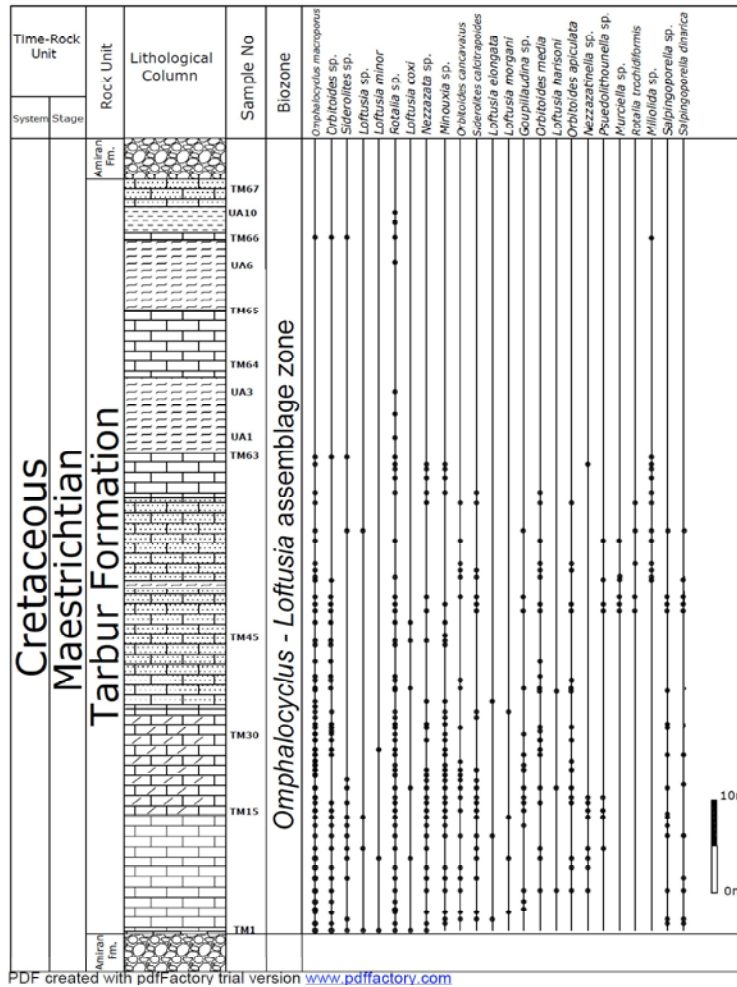 Time-Rock Unit
System
Stage
Rock Unit
Lithological Column
Sample No
Biozone
Omphalocyclus macroporus
Orbitoides sp.
Siderolites sp.
Loftusia sp.
Loftusia minor
Rotalia sp.
Loftusia coxi
Nezzazata sp.
Minouxia sp.
Orbitoides cancavatus
Siderolites calcitrapoides
Loftusia elongata
Loftusia morgani
Goupillaudina sp.
Orbitoides media
Loftusia harisoni
Orbitoides apiculata
Nezzazatinella sp.
Psuedolithounella sp.
Murciella sp.
Rotalia trochidiformis
Miliolida sp.
Salpingoporella sp.
Salpingoporella dinarica
Amiran Fm.
TM67
UA10
TM66
UA6
TM65
TM64
UA3
UA1
TM63
TM45
TM30
TM15
TM1
Cretaceous
Maestrichtian
Tarbur Formation
Omphalocyclus - Loftusia assemblage zone
10m
0m
Amiran Fm.
PDF created with pdfFactory trial version www.pdffactory.com